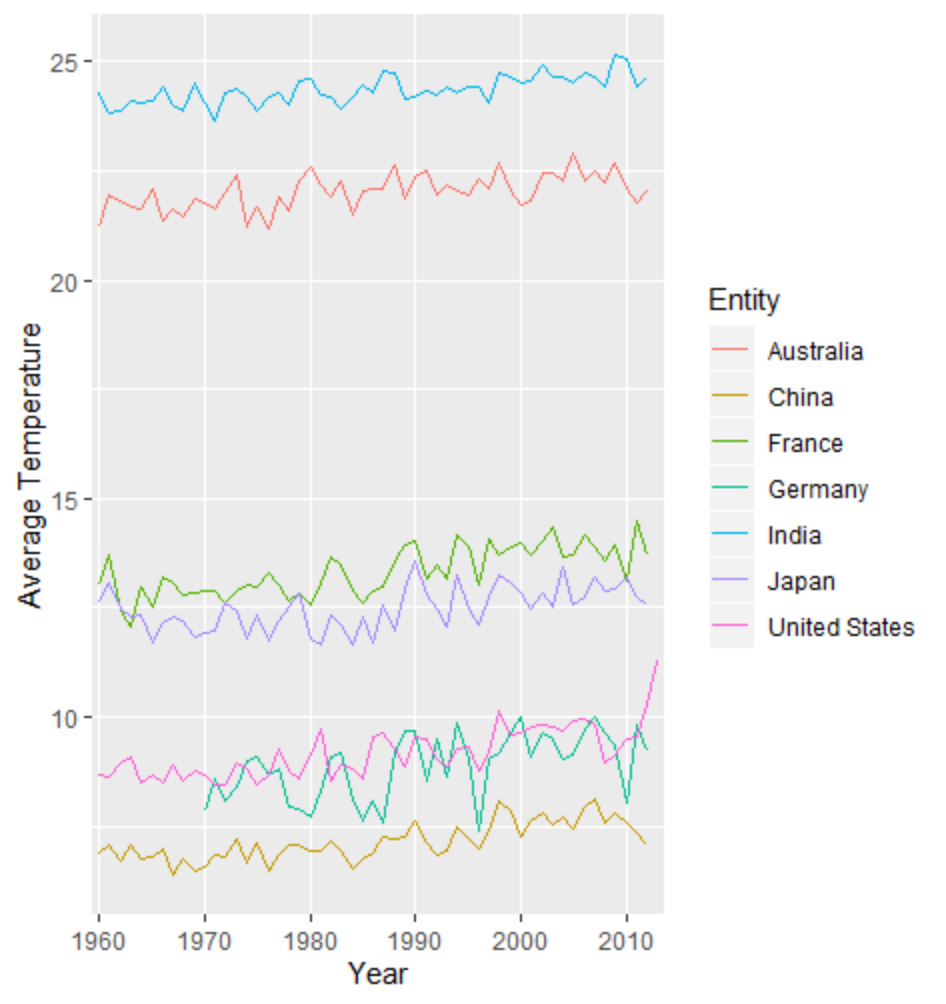 25
20
15
10
Average Temperature
1960 1970 1980 1990 2000 2010
Year
Entity
Australia
China
France
Germany
India
Japan
United States